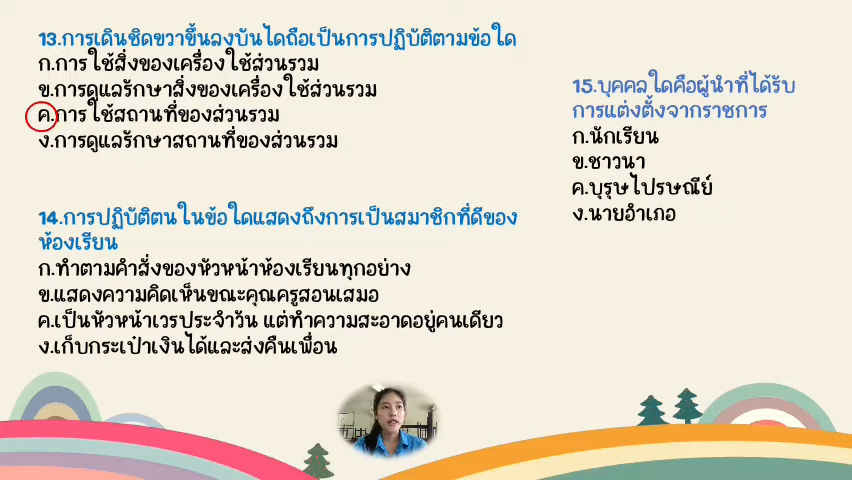 13.การเดินชิดขวาขึ้นลงบันไดถือเป็นการปฏิบัติตามข้อใด
ก.การใช้สิ่งของเครื่องใช้ส่วนรวม
ข.การดูแลรักษาสิ่งของเครื่องใช้ส่วนรวม
ค.การใช้สถานที่ของส่วนรวม
ง.การดูแลรักษาสถานที่ของส่วนรวม
14.การปฏิบัติตนในข้อใดแสดงถึงการเป็นสมาชิกที่ดีของ
ห้องเรียน
ก.ทำตามคำสั่งของหัวหน้าห้องเรียนทุกอย่าง
ข.แสดงความคิดเห็นขณะคุณครูสอนเสมอ
ค.เป็นหัวหน้าเวรประจำวัน แต่ทำความสะอาดอยู่คนเดียว
ง.เก็บกระเป๋าเงินได้และส่งคืนเพื่อน
15.บุคคลใดคือผู้นำที่ได้รับ
การแต่งตั้งจากราชการ
ก.นักเรียน
ข.ชาวนา
ค.บุรุษไปรษณีย์
ง.นายอำเภอ